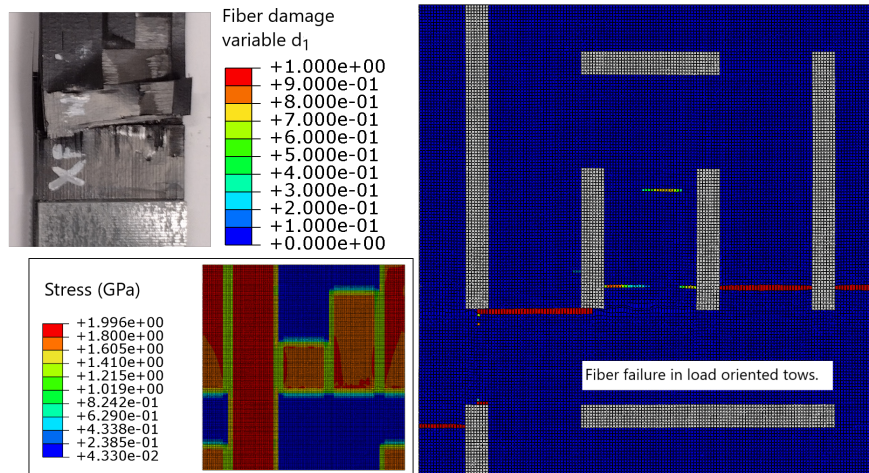 Fiber damage
variable d₁
+1.000e+00
+9.000e-01
+8.000e-01
+7.000e-01
+6.000e-01
+5.000e-01
+4.000e-01
+3.000e-01
+2.000e-01
+1.000e-01
+0.000e+00
Stress (GPa)
+1.996e+00
+1.800e+00
+1.605e+00
+1.410e+00
+1.215e+00
+1.019e+00
+8.242e-01
+6.290e-01
+4.338e-01
+2.385e-01
+4.330e-02
Fiber failure in load oriented tows.